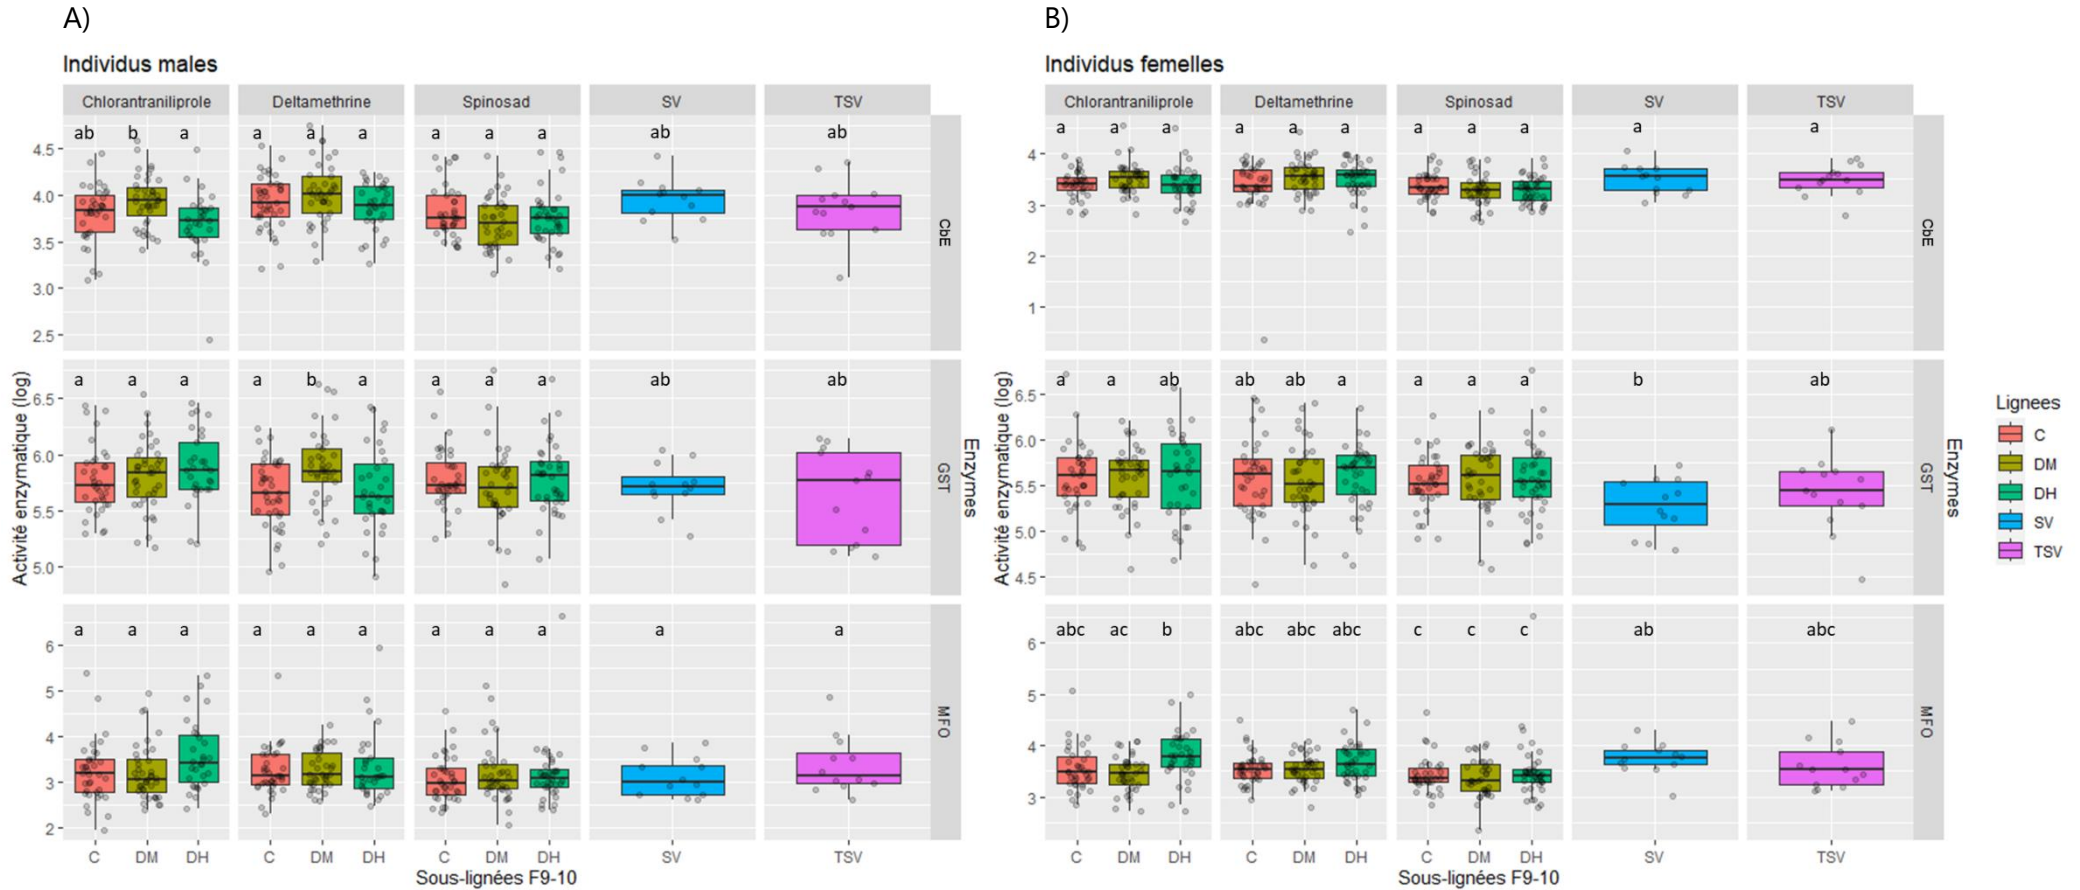 A)
Individus males
Chlorantraniliprole Deltamethrine Spinosad SV TSV
ab b a a a a a a a ab ab
4.5
4.0
3.5
3.0
2.5
CbE
a a a a b a a a a ab ab
6.5
6.0
5.5
5.0
GST
a a a a a a a a a a a
6
5
4
3
2
MFO
Activité enzymatique (log)
Enzymes
C DM DH C DM DH C DM DH SV TSV
Sous-lignées F9-10
B)
Individus femelles
Chlorantraniliprole Deltamethrine Spinosad SV TSV
a a a a a a a a a a a
4
3
2
1
CbE
a a ab ab ab a a a a b ab
6.5
6.0
5.5
5.0
4.5
GST
abc ac b abc abc abc c c c ab abc
6
5
4
3
MFO
Activité enzymatique (log)
Enzymes
C DM DH C DM DH C DM DH SV TSV
Sous-lignées F9-10
Lignees
C
DM
DH
SV
TSV